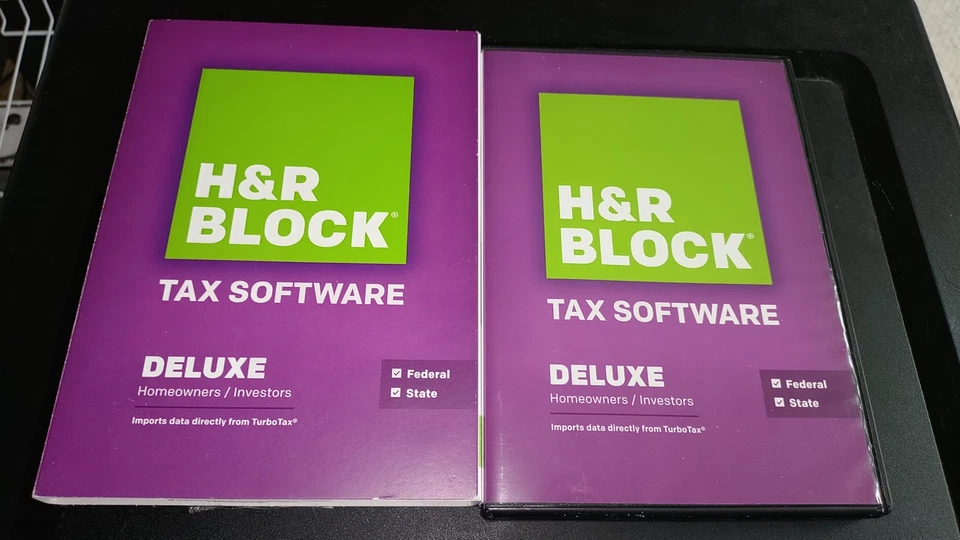 H&R
BLOCK®
TAX SOFTWARE
DELUXE
Homeowners / Investors
Imports data directly from TurboTax®
Federal
State
H&R
BLOCK®
TAX SOFTWARE
DELUXE
Homeowners / Investors
Imports data directly from TurboTax®
Federal
State